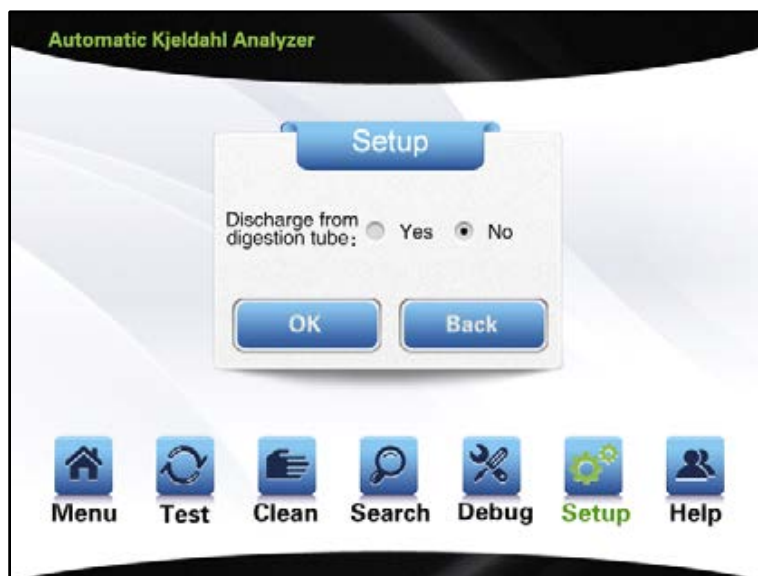 Automatic Kjeldahl Analyzer
Setup
Discharge from
digestion tube: Yes No
OK Back
Menu Test Clean Search Debug Setup Help